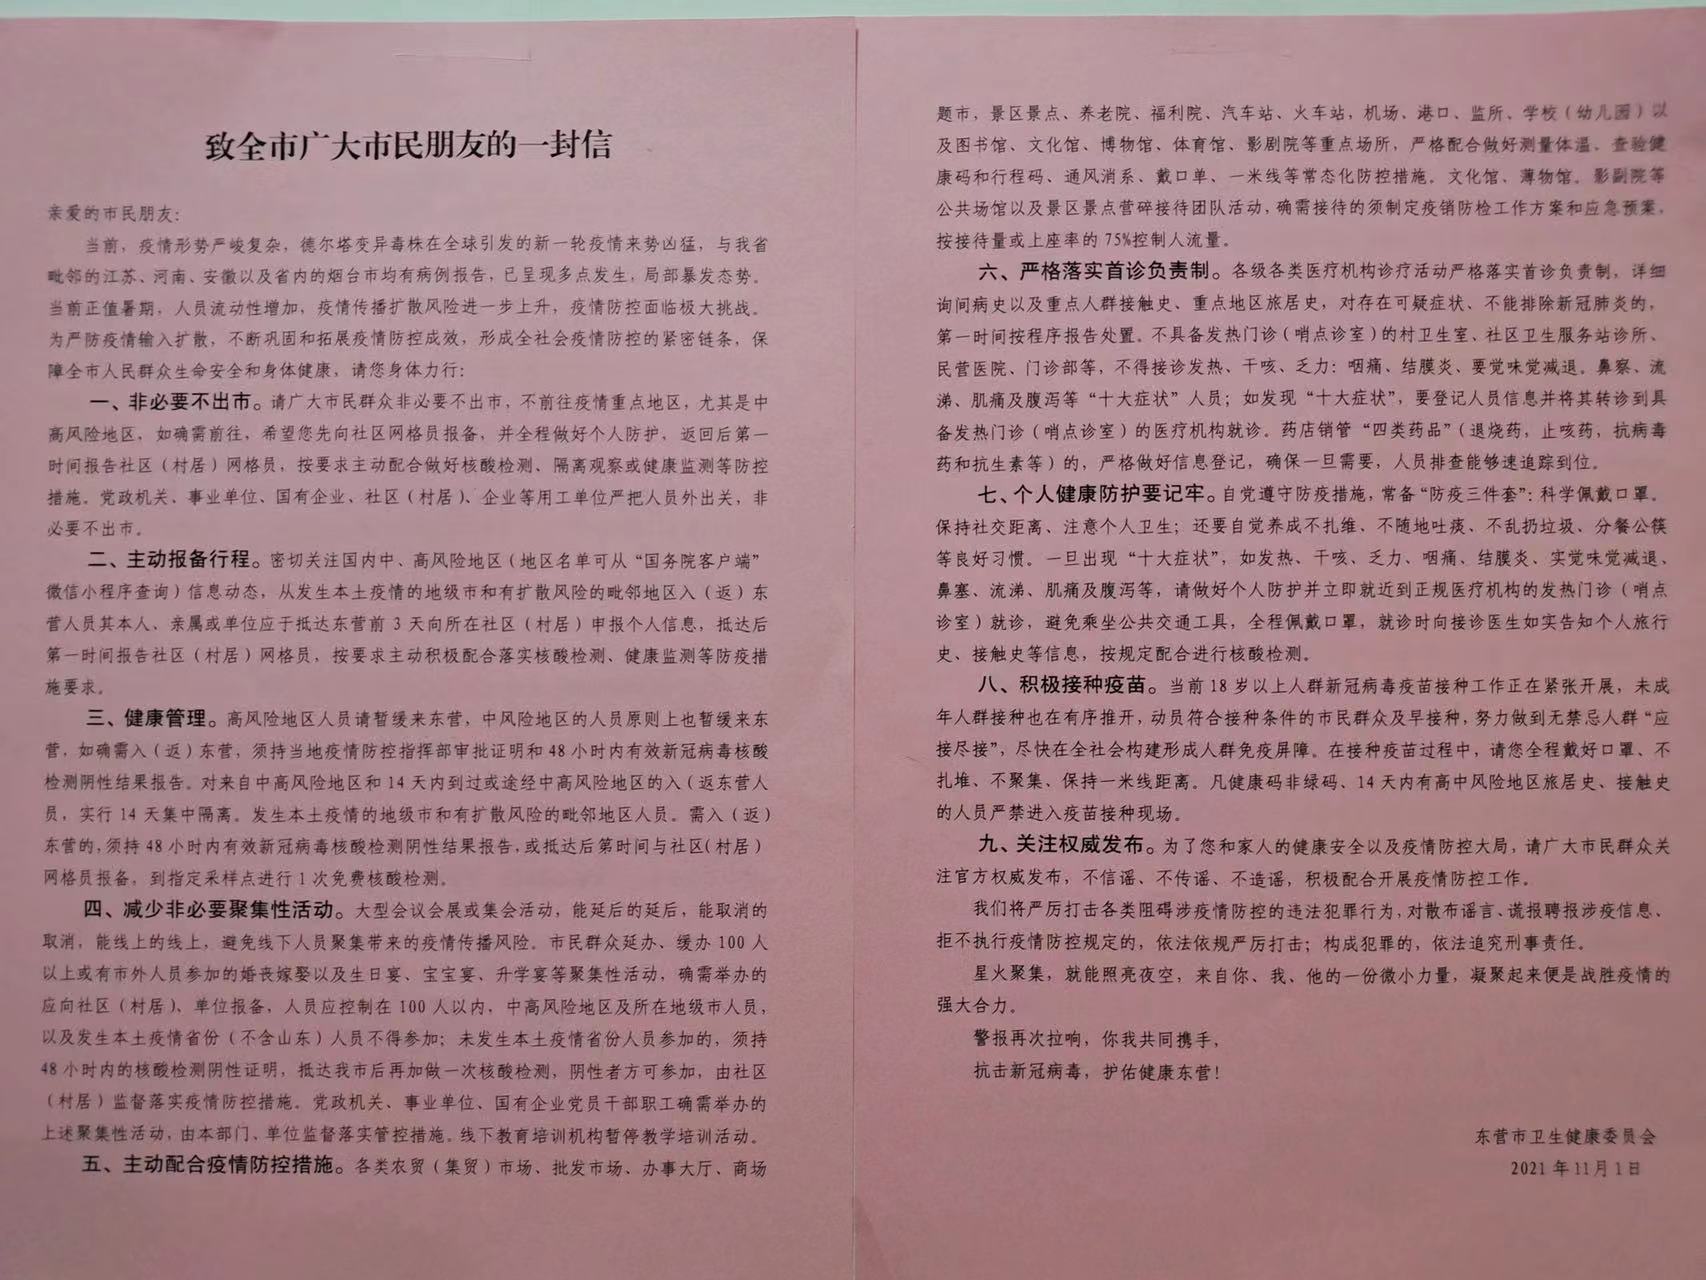 致全市广大市民朋友的一封信
亲爱的市民朋友：
当前，疫情形势严峻复杂，德尔塔变异毒株在全球引发的新一轮疫情来势凶猛，与我省
毗邻的江苏、河南、安徽以及省内的烟台市均有病例报告，已呈现多点发生，局部暴发态势。
当前正值暑期，人员流动性增加，疫情传播扩散风险进一步上升，疫情防控面临极大挑战。
为严防疫情输入扩散，不断巩固和拓展疫情防控成效，形成全社会疫情防控的紧密链条，保
障全市人民群众生命安全和身体健康，请您身体力行：
一、非必要不出市。请广大市民群众非必要不出市，不前往疫情重点地区，尤其是中
高风险地区，如确需前往，希望您先向社区网格员报备，并全程做好个人防护，返回后第一
时间报告社区（村居）网格员，按要求主动配合做好核酸检测、隔离观察或健康监测等防控
措施。党政机关、事业单位、国有企业、社区（村居）、企业等用工单位严把人员外出关，非
必要不出市。
二、主动报备行程。密切关注国内中、高风险地区（地区名单可从“国务院客户端”
微信小程序查询）信息动态，从发生本土疫情的地级市和有扩散风险的毗邻地区入（返）东
营人员其本人、亲属或单位应于抵达东营前 3 天向所在社区（村居）申报个人信息，抵达后
第一时间报告社区（村居）网格员，按要求主动积极配合落实核酸检测、健康监测等防疫措
施要求。
三、健康管理。高风险地区人员请暂缓来东营，中风险地区的人员原则上也暂缓来东
营，如确需入（返）东营，须持当地疫情防控指挥部审批证明和 48 小时内有效新冠病毒核酸
检测阴性结果报告。对来自中高风险地区和 14 天内到过或途经中高风险地区的入（返东营人
员，实行 14 天集中隔离。发生本土疫情的地级市和有扩散风险的毗邻地区人员。需入（返）
东营的，须持 48 小时内有效新冠病毒核酸检测阴性结果报告，或抵达后第时间与社区（村居）
网格员报备，到指定采样点进行 1 次免费核酸检测。
四、减少非必要聚集性活动。大型会议会展或集会活动，能延后的延后，能取消的
取消，能线上的线上，避免线下人员聚集带来的疫情传播风险。市民群众延办、缓办 100 人
以上或有市外人员参加的婚丧嫁娶以及生日宴、宝宝宴、升学宴等聚集性活动，确需举办的
应向社区（村居）、单位报备，人员应控制在 100 人以内，中高风险地区及所在地级市人员，
以及发生本土疫情省份（不含山东）人员不得参加；未发生本土疫情省份人员参加的，须持
48 小时内的核酸检测阴性证明，抵达我市后再加做一次核酸检测，阴性者方可参加，由社区
（村居）监督落实疫情防控措施。党政机关、事业单位、国有企业党员干部职工确需举办的
上述聚集性活动，由本部门、单位监督落实管控措施。线下教育培训机构暂停教学培训活动。
五、主动配合疫情防控措施。各类农贸（集贸）市场、批发市场、办事大厅、商场
题市，景区景点、养老院、福利院、汽车站、火车站，机场、港口、监所、学校（幼儿园）以
及图书馆、文化馆、博物馆、体育馆、影剧院等重点场所，严格配合做好测量体温、查验健
康码和行程码、通风消系、戴口单、一米线等常态化防控措施。文化馆、薄物馆，影副院等
公共场馆以及景区景点营碎接待团队活动，确需接待的须制定疫销防检工作方案和应急预案，
按接待量或上座率的 75%控制人流量。
六、严格落实首诊负责制。各级各类医疗机构诊疗活动严格落实首诊负责制，详细
询间病史以及重点人群接触史、重点地区旅居史，对存在可疑症状、不能排除新冠肺炎的，
第一时间按程序报告处置。不具备发热门诊（哨点诊室）的村卫生室、社区卫生服务站诊所、
民营医院、门诊部等，不得接诊发热、干咳、乏力：咽痛、结膜炎、要觉味觉减退。鼻察、流
涕、肌痛及腹泻等“十大症状”人员；如发现“十大症状”，要登记人员信息并将其转诊到具
备发热门诊（哨点诊室）的医疗机构就诊。药店销管“四类药品”（退烧药，止咳药，抗病毒
药和抗生素等）的，严格做好信息登记，确保一旦需要，人员排查能够速追踪到位。
七、个人健康防护要记牢。自党遵守防疫措施，常备“防疫三件套”：科学佩戴口罩。
保持社交距离、注意个人卫生；还要自觉养成不扎维、不随地吐痰、不乱扔垃圾、分餐公筷
等良好习惯。一旦出现“十大症状”，如发热、干咳、乏力、咽痛、结膜炎、实觉味觉减退、
鼻塞、流涕、肌痛及腹泻等，请做好个人防护并立即就近到正规医疗机构的发热门诊（哨点
诊室）就诊，避免乘坐公共交通工具，全程佩戴口罩，就诊时向接诊医生如实告知个人旅行
史、接触史等信息，按规定配合进行核酸检测。
八、积极接种疫苗。当前 18 岁以上人群新冠病毒疫苗接种工作正在紧张开展，未成
年人群接种也在有序推开，动员符合接种条件的市民群众及早接种，努力做到无禁忌人群“应
接尽接”，尽快在全社会构建形成人群免疫屏障。在接种疫苗过程中，请您全程戴好口罩、不
扎堆、不聚集、保持一米线距离。凡健康码非绿码、14 天内有高中风险地区旅居史、接触史
的人员严禁进入疫苗接种现场。
九、关注权威发布。为了您和家人的健康安全以及疫情防控大局，请广大市民群众关
注官方权威发布，不信谣、不传谣、不造谣，积极配合开展疫情防控工作。
我们将严厉打击各类阻碍涉疫情防控的违法犯罪行为，对散布谣言、谎报聘报涉疫信息、
拒不执行疫情防控规定的，依法依规严厉打击；构成犯罪的，依法追究刑事责任。
星火聚集，就能照亮夜空，来自你、我、他的一份微小力量，凝聚起来便是战胜疫情的
强大合力。
警报再次拉响，你我共同携手，
抗击新冠病毒，护佑健康东营！
东营市卫生健康委员会
2021 年 11 月 1 日